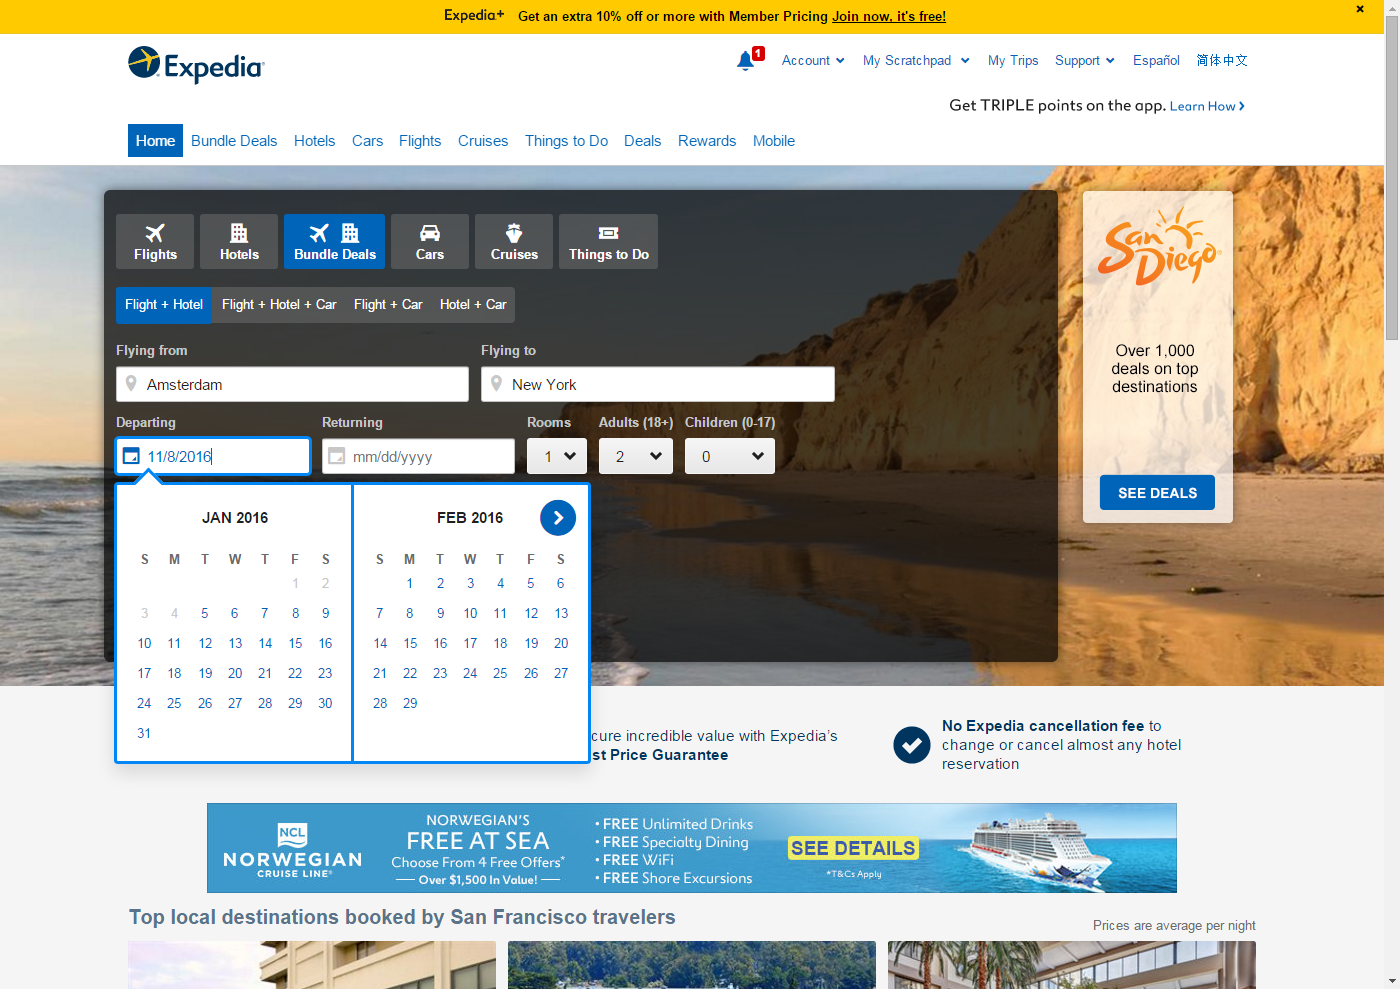 Expedia+ Get an extra 10% off or more with Member Pricing Join now, it's free!
Expedia
1
Account
My Scratchpad
My Trips
Support
Español
简体中文
Get TRIPLE points on the app. Learn How
Home
Bundle Deals
Hotels
Cars
Flights
Cruises
Things to Do
Deals
Rewards
Mobile
Flights
Hotels
Bundle Deals
Cars
Cruises
Things to Do
Flight + Hotel
Flight + Hotel + Car
Flight + Car
Hotel + Car
Flying from
Flying to
Amsterdam
New York
Departing
Returning
Rooms
Adults (18+)
Children (0-17)
11/8/2016
mm/dd/yyyy
1
2
0
JAN 2016
S M T W T F S
1 2
3 4 5 6 7 8 9
10 11 12 13 14 15 16
17 18 19 20 21 22 23
24 25 26 27 28 29 30
31
FEB 2016
S M T W T F S
1 2 3 4 5 6
7 8 9 10 11 12 13
14 15 16 17 18 19 20
21 22 23 24 25 26 27
28 29
San Diego
Over 1,000
deals on top
destinations
SEE DEALS
cure incredible value with Expedia's
st Price Guarantee
No Expedia cancellation fee to
change or cancel almost any hotel
reservation
NCL
NORWEGIAN
CRUISE LINE®
NORWEGIAN'S
FREE AT SEA
Choose From 4 Free Offers*
Over $1,500 In Value!
• FREE Unlimited Drinks
• FREE Specialty Dining
• FREE WiFi
• FREE Shore Excursions
SEE DETAILS
*T&Cs Apply
Top local destinations booked by San Francisco travelers
Prices are average per night